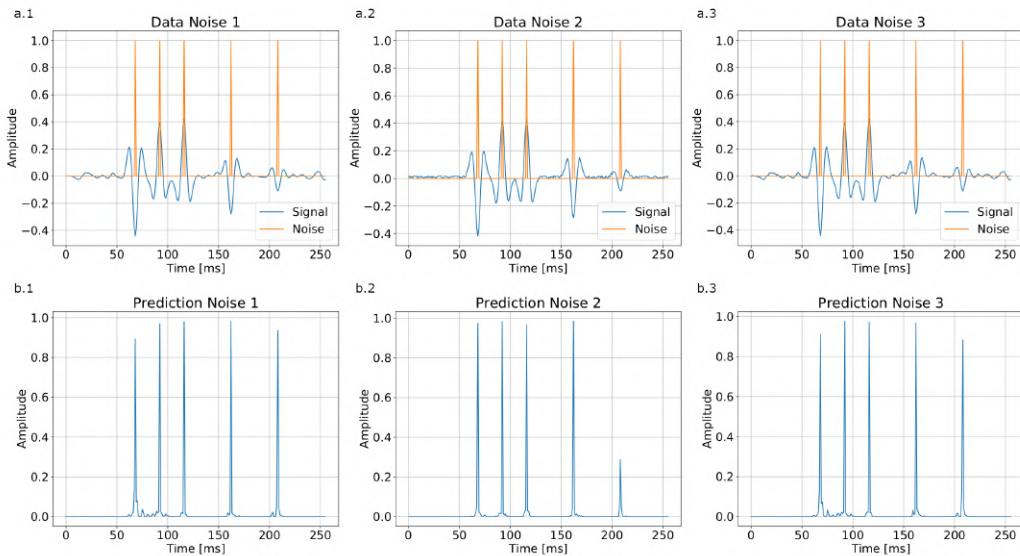 a.1
Data Noise 1
Amplitude
1.0
0.8
0.6
0.4
0.2
0.0
−0.2
−0.4
Signal
Noise
0 50 100 150 200 250
Time [ms]
a.2
Data Noise 2
Amplitude
1.0
0.8
0.6
0.4
0.2
0.0
−0.2
−0.4
Signal
Noise
0 50 100 150 200 250
Time [ms]
a.3
Data Noise 3
Amplitude
1.0
0.8
0.6
0.4
0.2
0.0
−0.2
−0.4
Signal
Noise
0 50 100 150 200 250
Time [ms]
b.1
Prediction Noise 1
Amplitude
1.0
0.8
0.6
0.4
0.2
0.0
0 50 100 150 200 250
Time [ms]
b.2
Prediction Noise 2
Amplitude
1.0
0.8
0.6
0.4
0.2
0.0
0 50 100 150 200 250
Time [ms]
b.3
Prediction Noise 3
Amplitude
1.0
0.8
0.6
0.4
0.2
0.0
0 50 100 150 200 250
Time [ms]